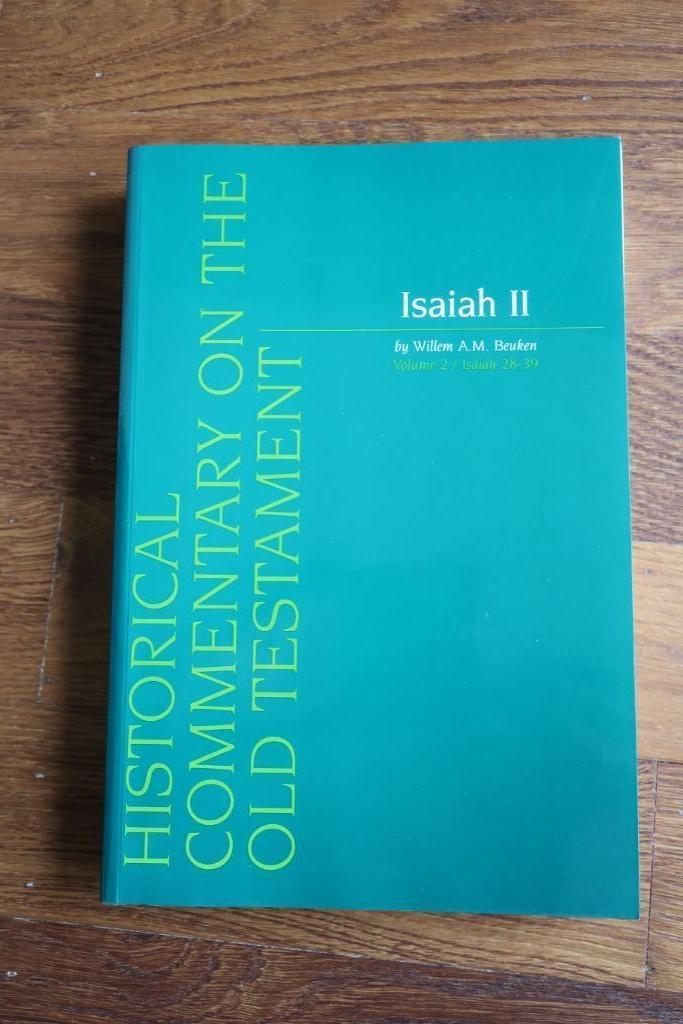 HISTORICAL
COMMENTARY ON THE
OLD TESTAMENT
Isaiah II
by Willem A.M. Beuken
Volume 2 / Isaiah 28-39